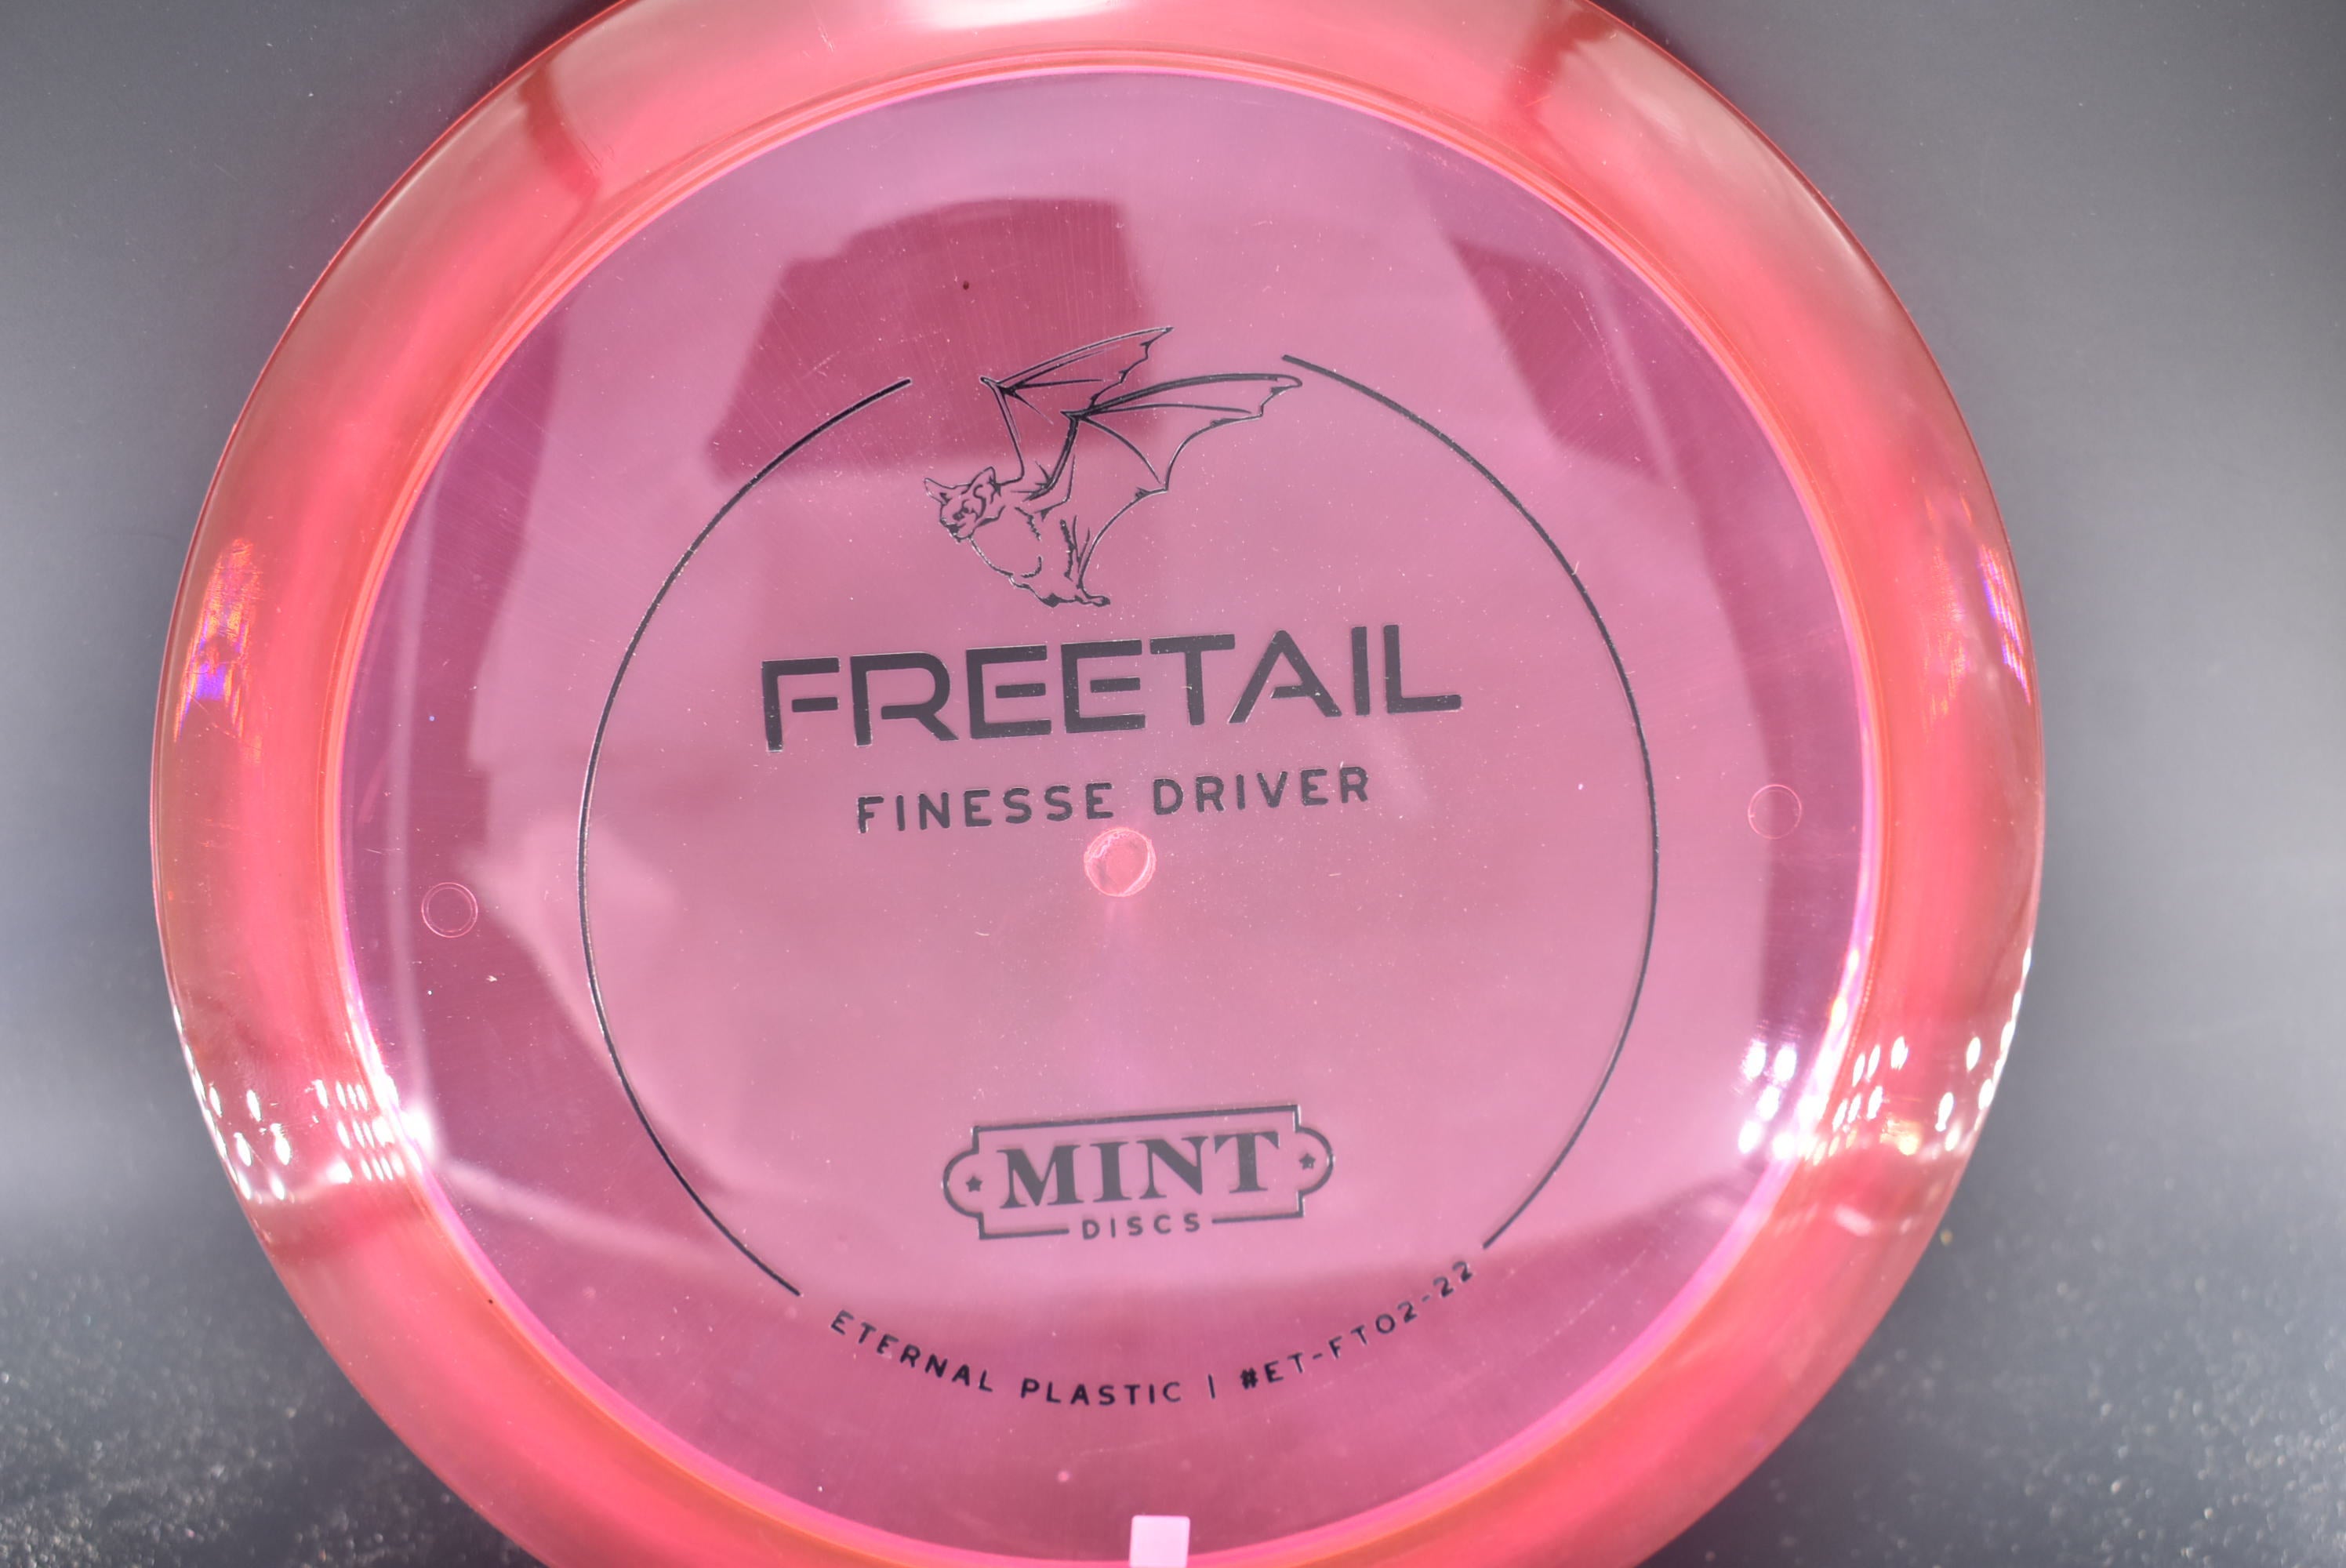 FREETAIL
FINESSE DRIVER
MINT
DISCS
ETERNAL PLASTIC | #ET-FT02-22